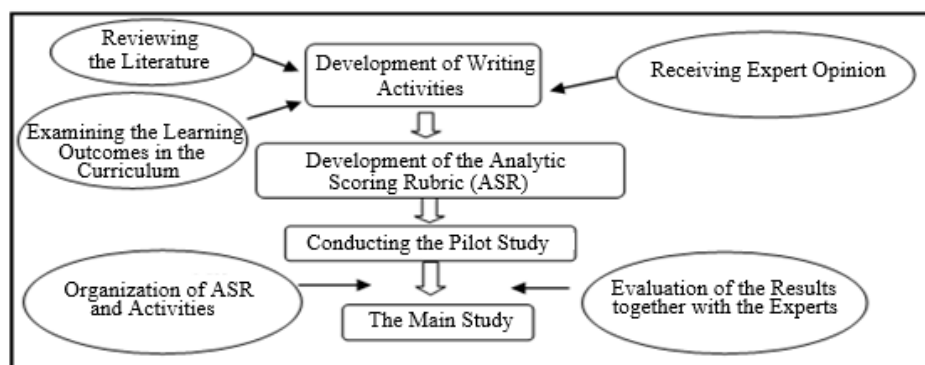 Reviewing
the Literature
Development of Writing
Activities
Receiving Expert Opinion
Examining the Learning
Outcomes in the
Curriculum
Development of the Analytic
Scoring Rubric (ASR)
Conducting the Pilot Study
Organization of ASR
and Activities
Evaluation of the Results
together with the Experts
The Main Study